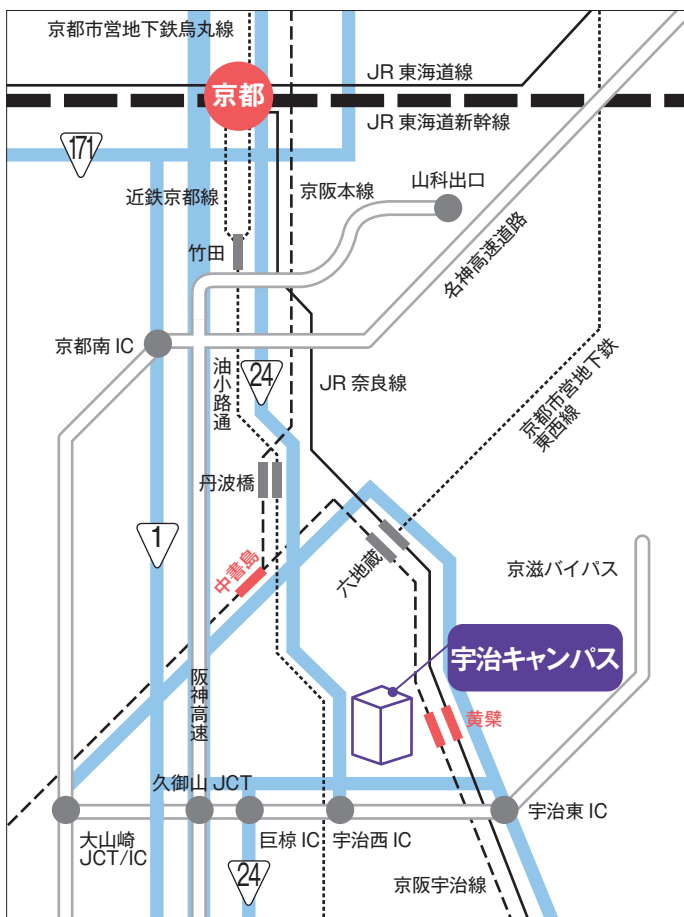 京都市営地下鉄烏丸線
JR 東海道線
京都
JR 東海道新幹線
171
近鉄京都線
京阪本線
山科出口
竹田
名神高速道路
京都南 IC
油小路通
24
JR 奈良線
京都市営地下鉄
東西線
丹波橋
1
中書島
六地蔵
京滋バイパス
宇治キャンパス
阪神高速
黄檗
久御山 JCT
大山崎
JCT/IC
巨椋 IC
宇治西 IC
宇治東 IC
24
京阪宇治線